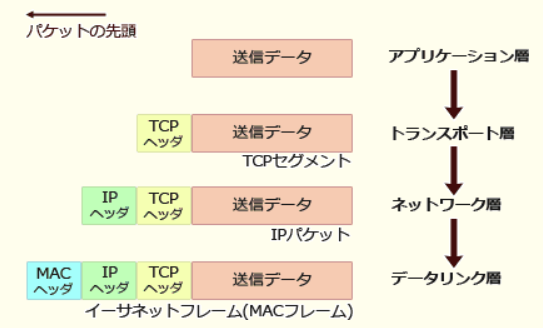 パケットの先頭
送信データ
アプリケーション層
TCP
ヘッダ
送信データ
トランスポート層
TCPセグメント
IP
ヘッダ
TCP
ヘッダ
送信データ
ネットワーク層
IPパケット
MAC
ヘッダ
IP
ヘッダ
TCP
ヘッダ
送信データ
データリンク層
イーサネットフレーム(MACフレーム)